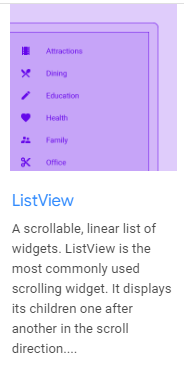 Attractions
Dining
Education
Health
Family
Office
ListView
A scrollable, linear list of
widgets. ListView is the
most commonly used
scrolling widget. It displays
its children one after
another in the scroll
direction....